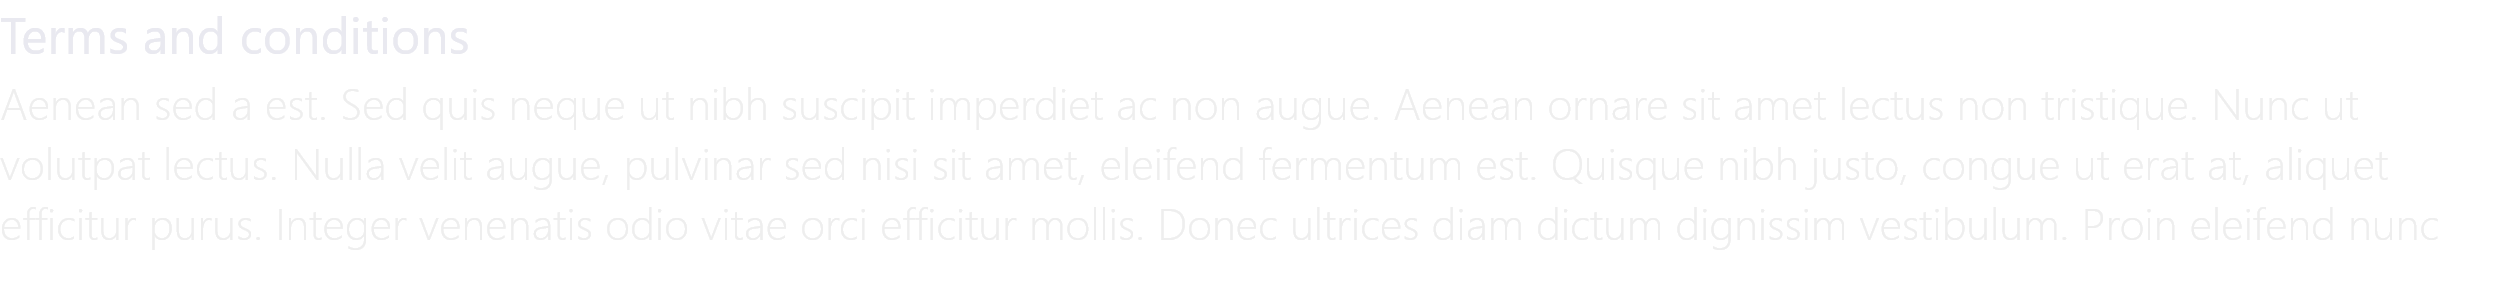 Terms and conditions
Aenean sed a est. Sed quis neque ut nibh suscipit imperdiet ac non augue. Aenean ornare sit amet lectus non tristique. Nunc ut
volutpat lectus. Nulla velit augue, pulvinar sed nisi sit amet, eleifend fermentum est. Quisque nibh justo, congue ut erat at, aliquet
efficitur purus. Integer venenatis odio vitae orci efficitur mollis. Donec ultrices diam dictum dignissim vestibulum. Proin eleifend nunc